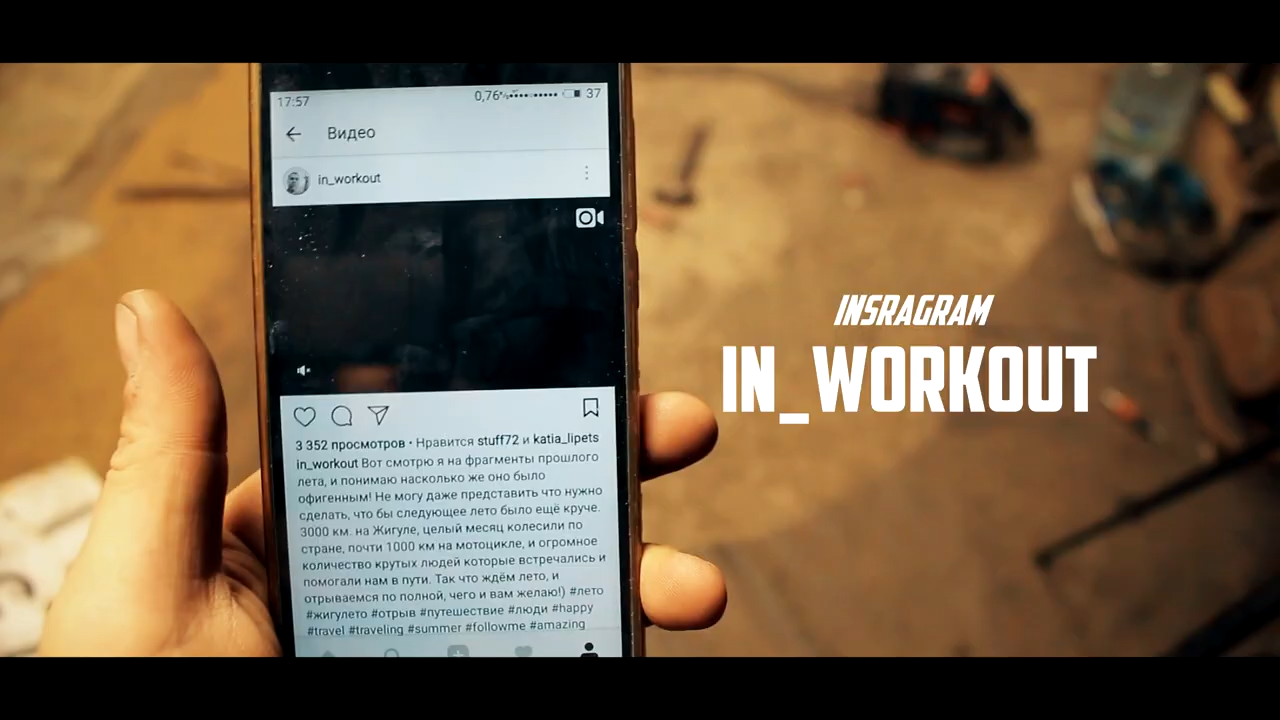 17:57
0,76 37
Видео
in_workout
3 352 просмотров • Нравится stuff72 и katia_lipets
in_workout Вот смотрю я на фрагменты прошлого
лета, и понимаю насколько же оно было
офигенным! Не могу даже представить что нужно
сделать, что бы следующее лето было ещё круче.
3000 км. на Жигуле, целый месяц колесили по
стране, почти 1000 км на мотоцикле, и огромное
количество крутых людей которые встречались и
помогали нам в пути. Так что ждём лето, и
отрываемся по полной, чего и вам желаю!) #лето
#жигулето #отрыв #путешествие #люди #happy
#travel #traveling #summer #followme #amazing
INSRAGRAM
IN_WORKOUT